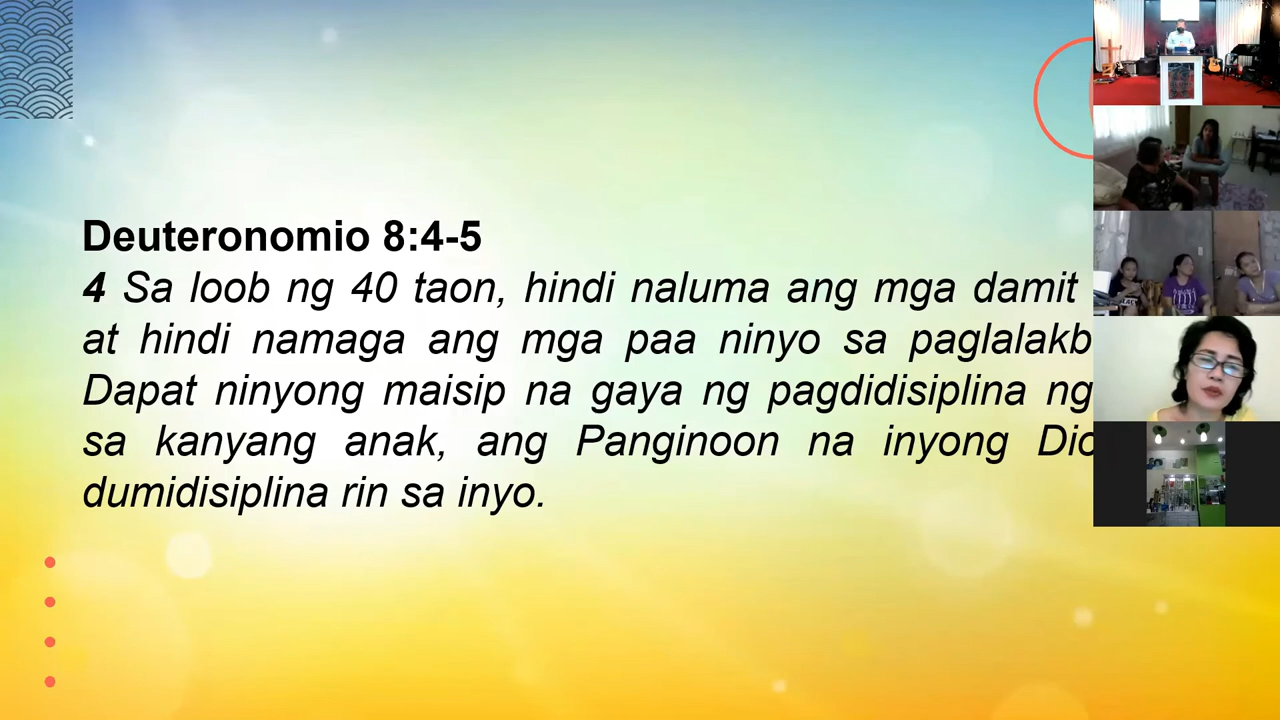 Deuteronomio 8:4-5
4 Sa loob ng 40 taon, hindi naluma ang mga damit
at hindi namaga ang mga paa ninyo sa
Dapat ninyong maisip na gaya ng pagdidisiplina ng
sa kanyang anak, ang Panginoon na inyong
dumidisiplina rin sa inyo.